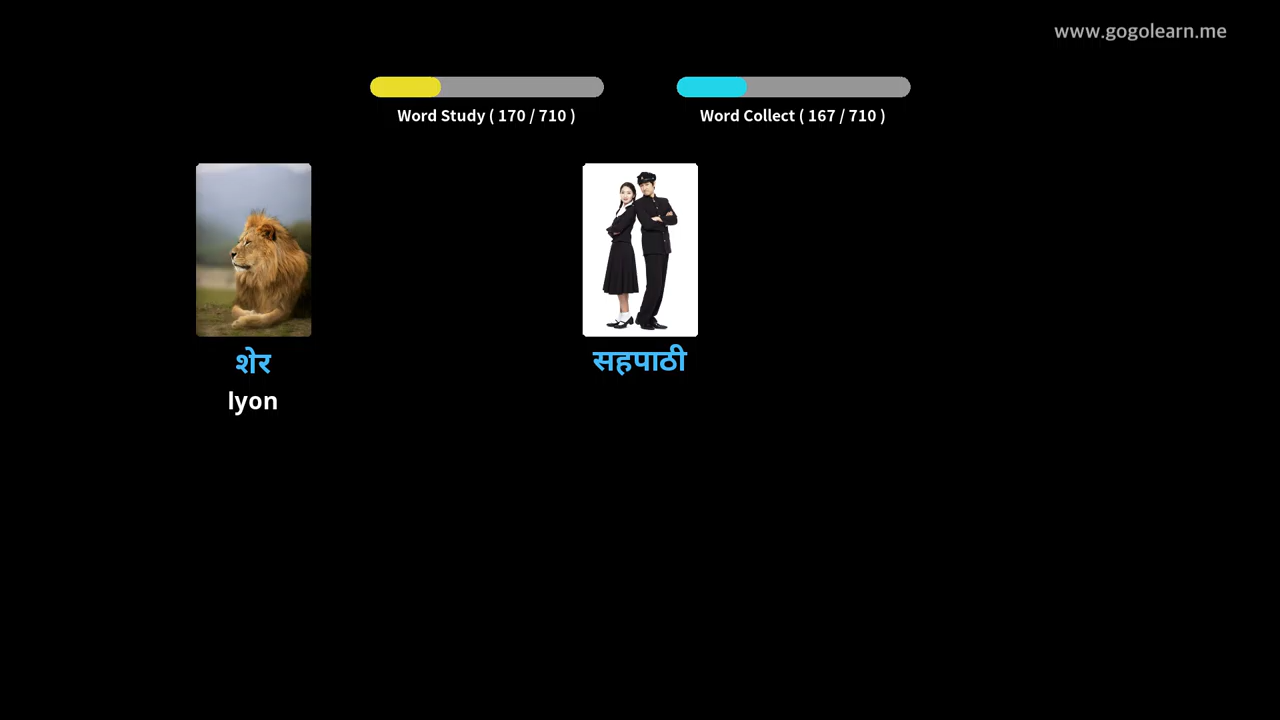 www.gogolearn.me
Word Study ( 170 / 710 )
Word Collect ( 167 / 710 )
शेर
lyon
सहपाठी